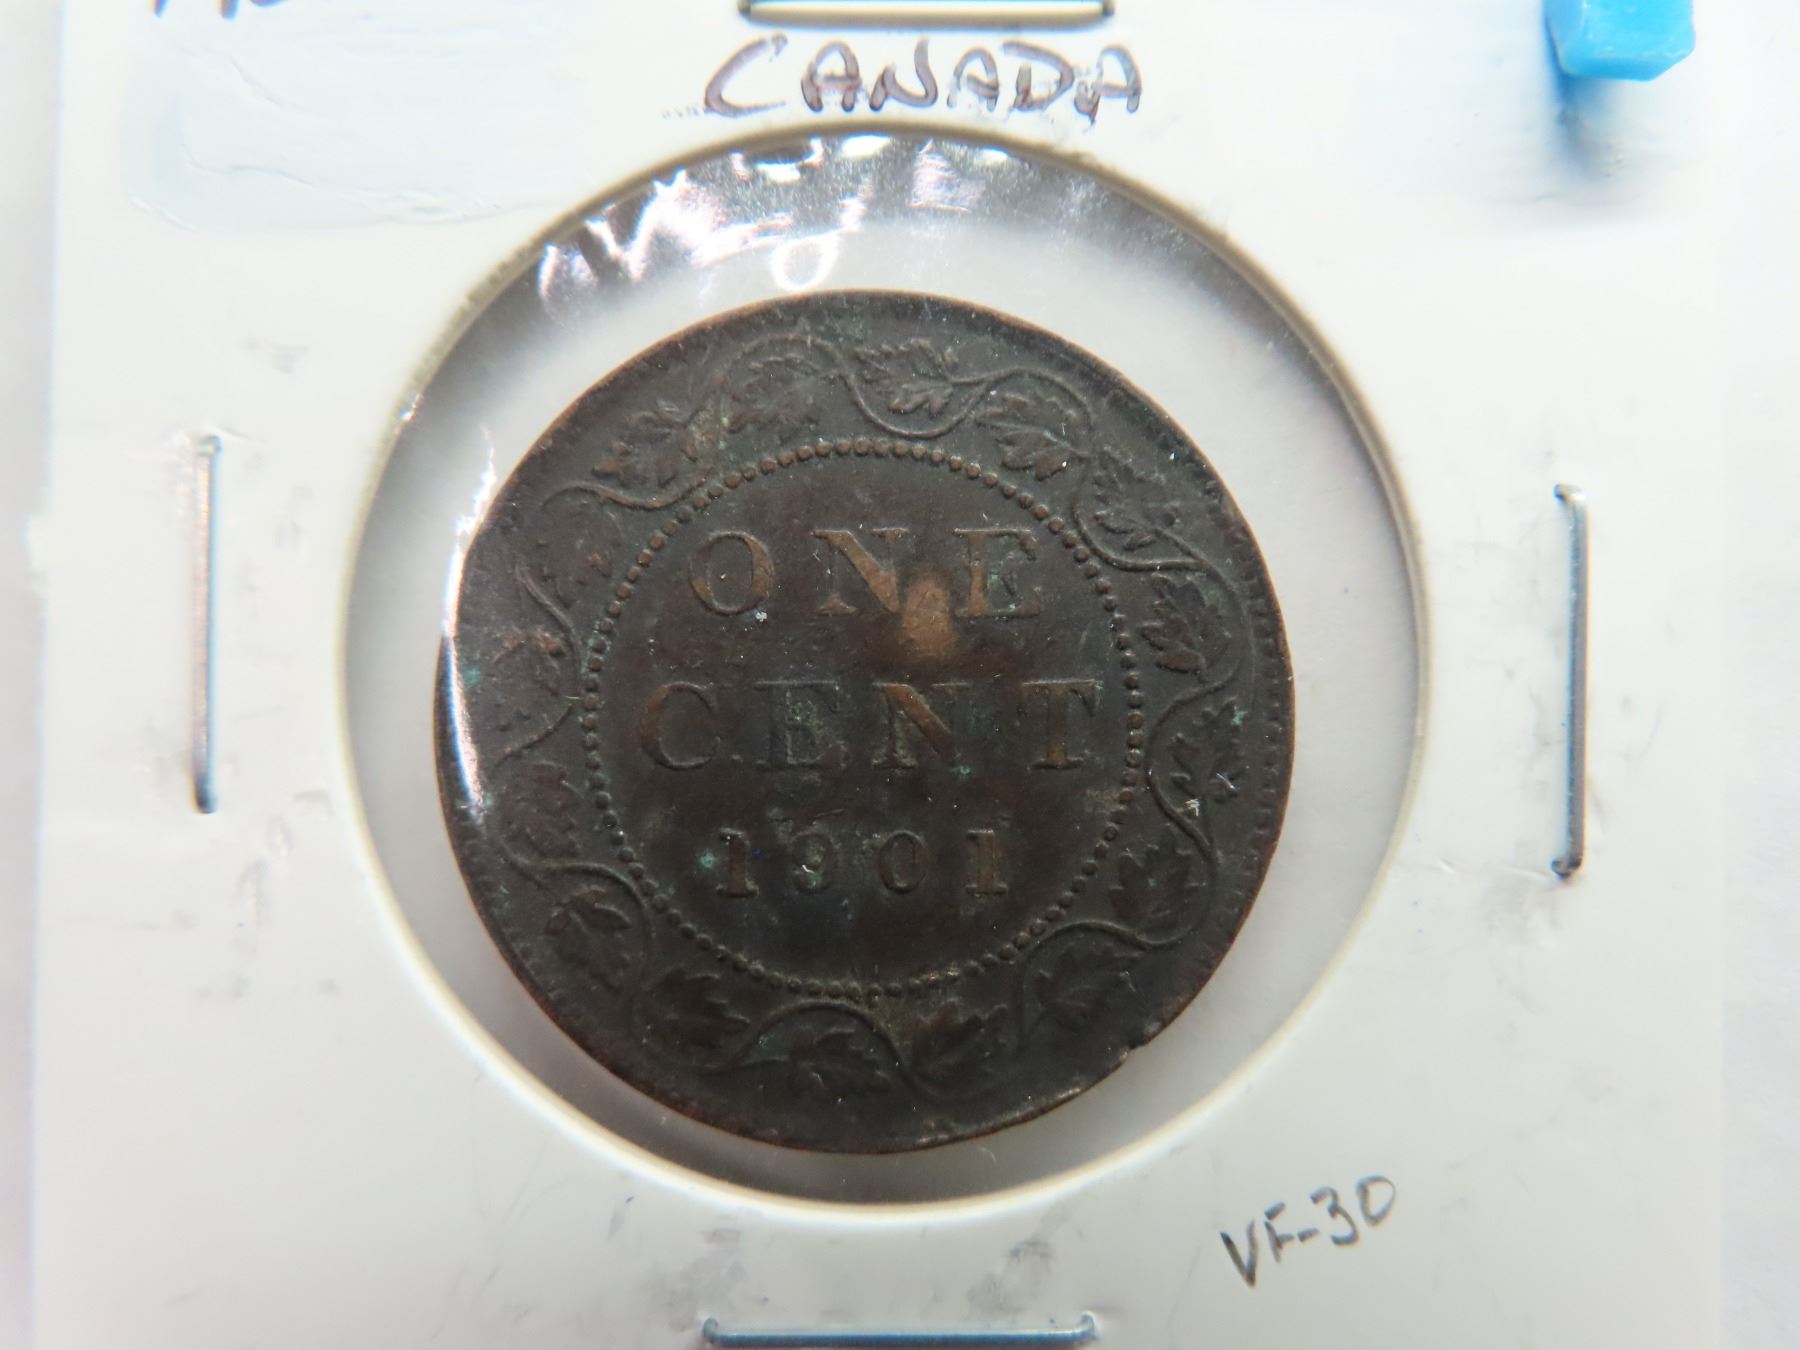 CANADA
ONE
CENT
1901
VF-30